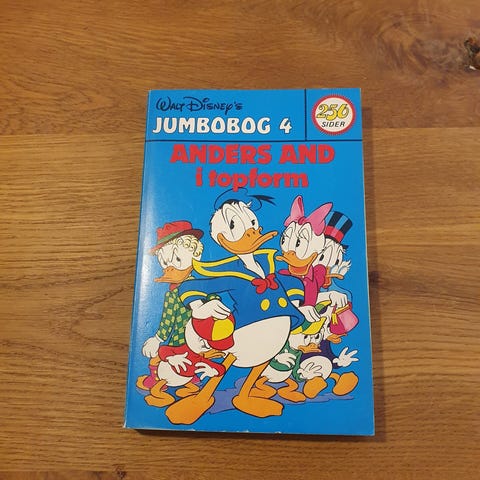 WALT DISNEY'S
JUMBOBOG 4
256
SIDER
ANDERS AND
i topform